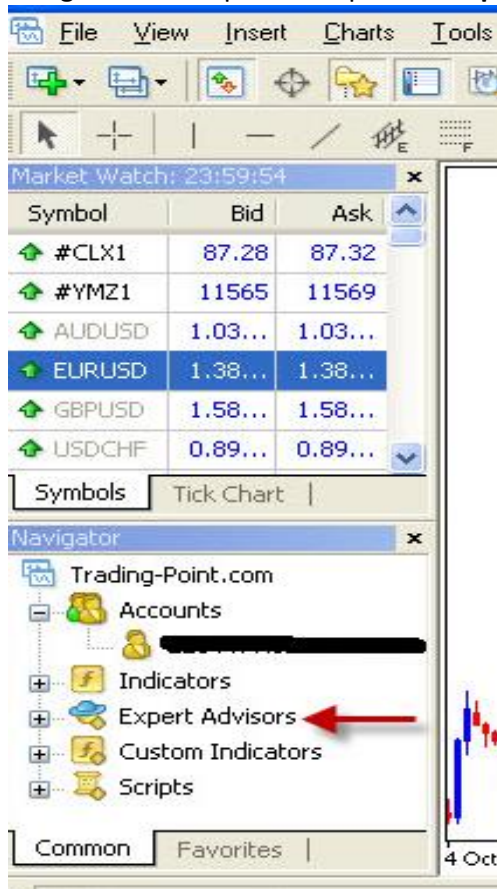 File View Insert Charts Tools
E F
Market Watch: 23:59:54
Symbol Bid Ask
#CLX1 87.28 87.32
#YMZ1 11565 11569
AUDUSD 1.03... 1.03...
EURUSD 1.38... 1.38...
GBPUSD 1.58... 1.58...
USDCHF 0.89... 0.89...
Symbols Tick Chart
Navigator
Trading-Point.com
Accounts
Indicators
Expert Advisors
Custom Indicators
Scripts
Common Favorites
4 Oct